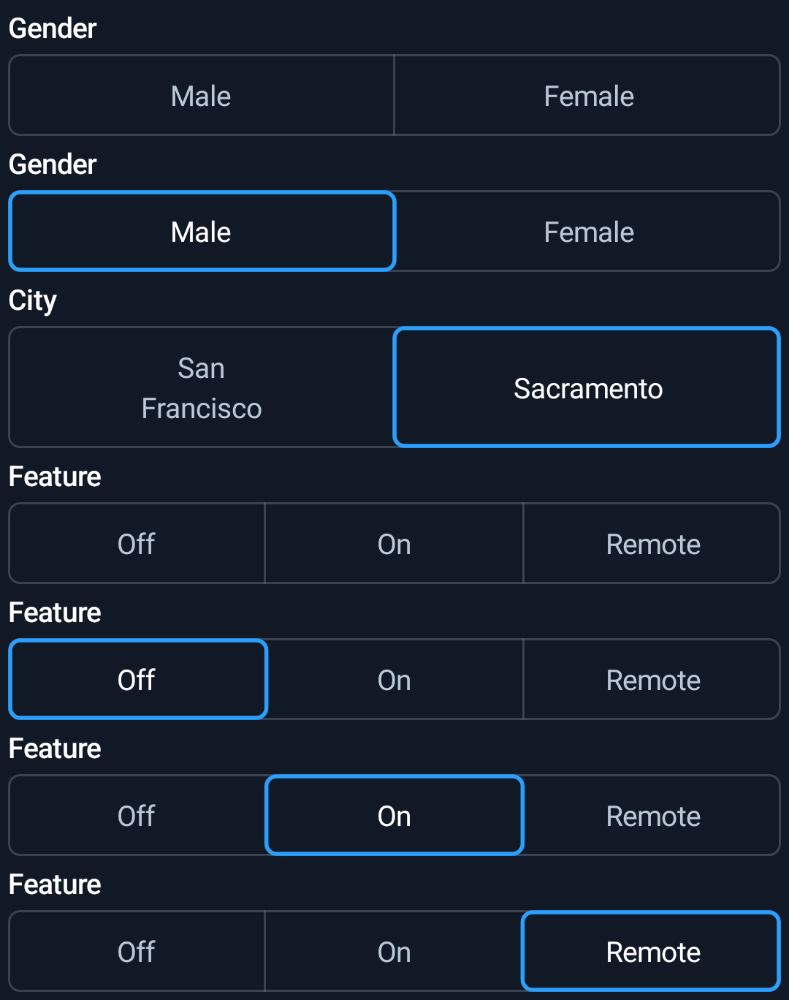 Gender
Male Female
Gender
Male Female
City
San
Francisco
Sacramento
Feature
Off On Remote
Feature
Off On Remote
Feature
Off On Remote
Feature
Off On Remote